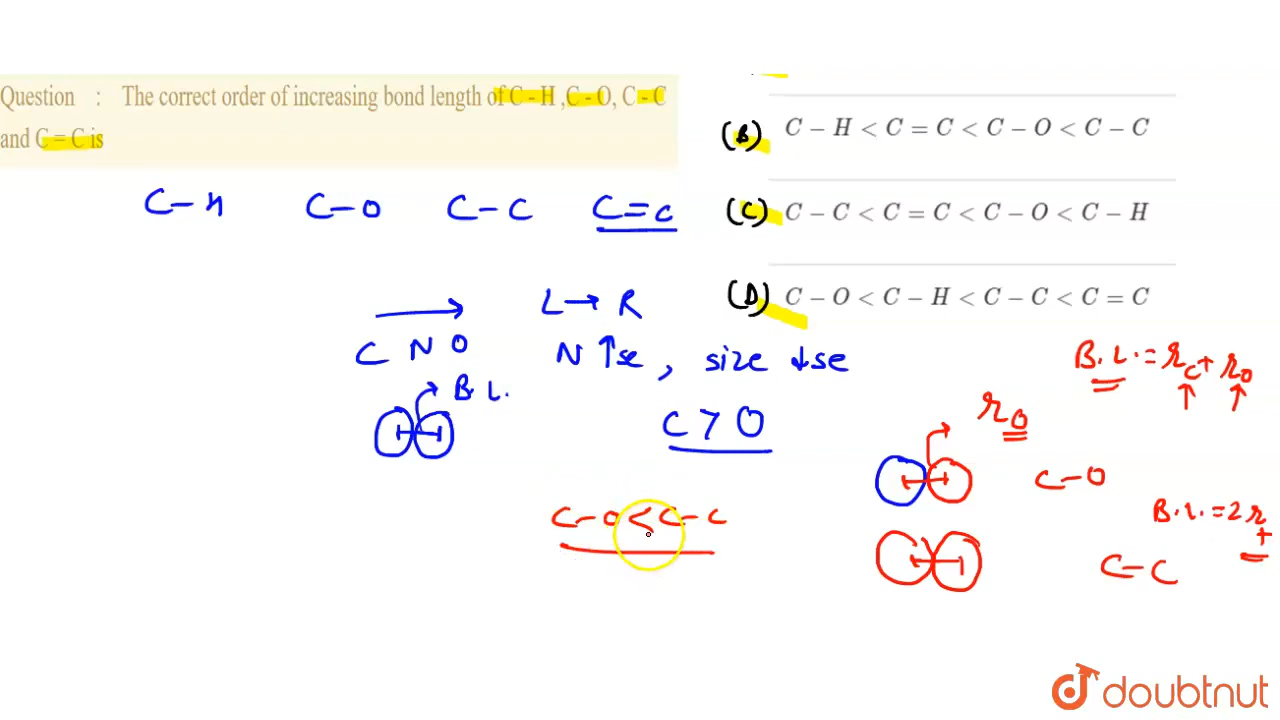 Question : The correct order of increasing bond length of C - H ,C - O, C - C
and C = C is
(B) C − H < C = C < C − O < C − C
(C) C − C < C = C < C − O < C − H
(D) C − O < C − H < C − C < C = C
C-H C-O C-C C=C
L→R
C N O
N ↑se, size ↓se
B.L.
C > O
B.L.=r_C+r_O
r_O
C-O
C-O < C-C
B.L.=2r
+
C-C
doubtnut